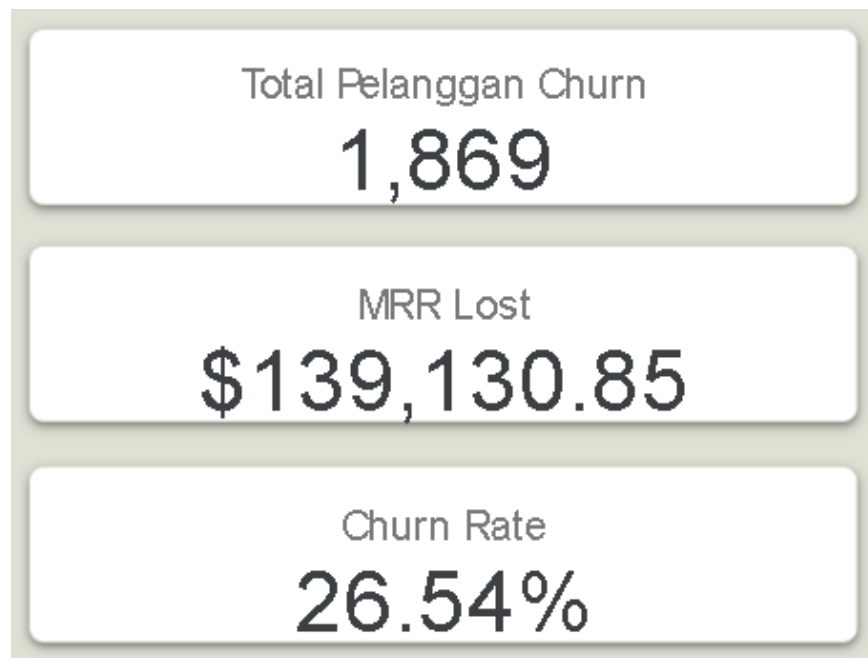 Total Pelanggan Churn
1,869
MRR Lost
$139,130.85
Churn Rate
26.54%